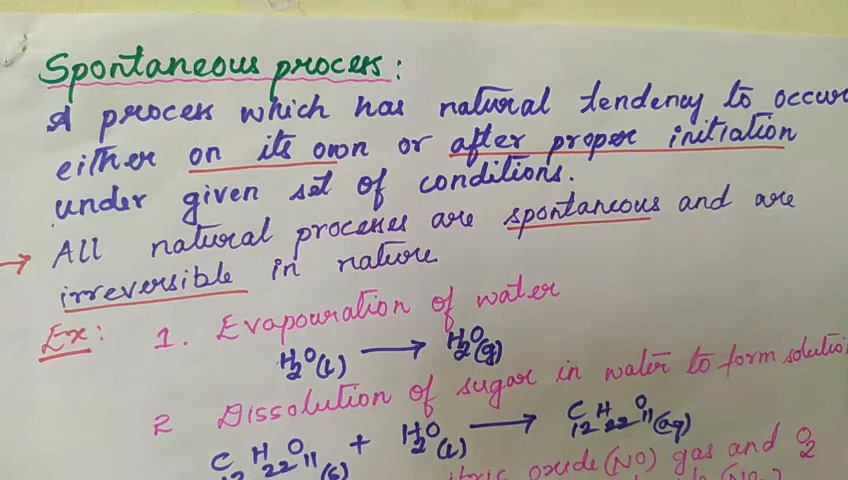 Spontaneous process:
A process which has natural tendency to occur
either on its own or after proper initiation
under given set of conditions.
→ All natural processes are spontaneous and are
irreversible in nature
Ex: 1. Evapouration of water
H2O(l) → H2O(g)
2 Dissolution of sugar in water to form solution
C12H22O11(s) + H2O(l) → C12H22O11(aq)
oxide (NO) gas and O2